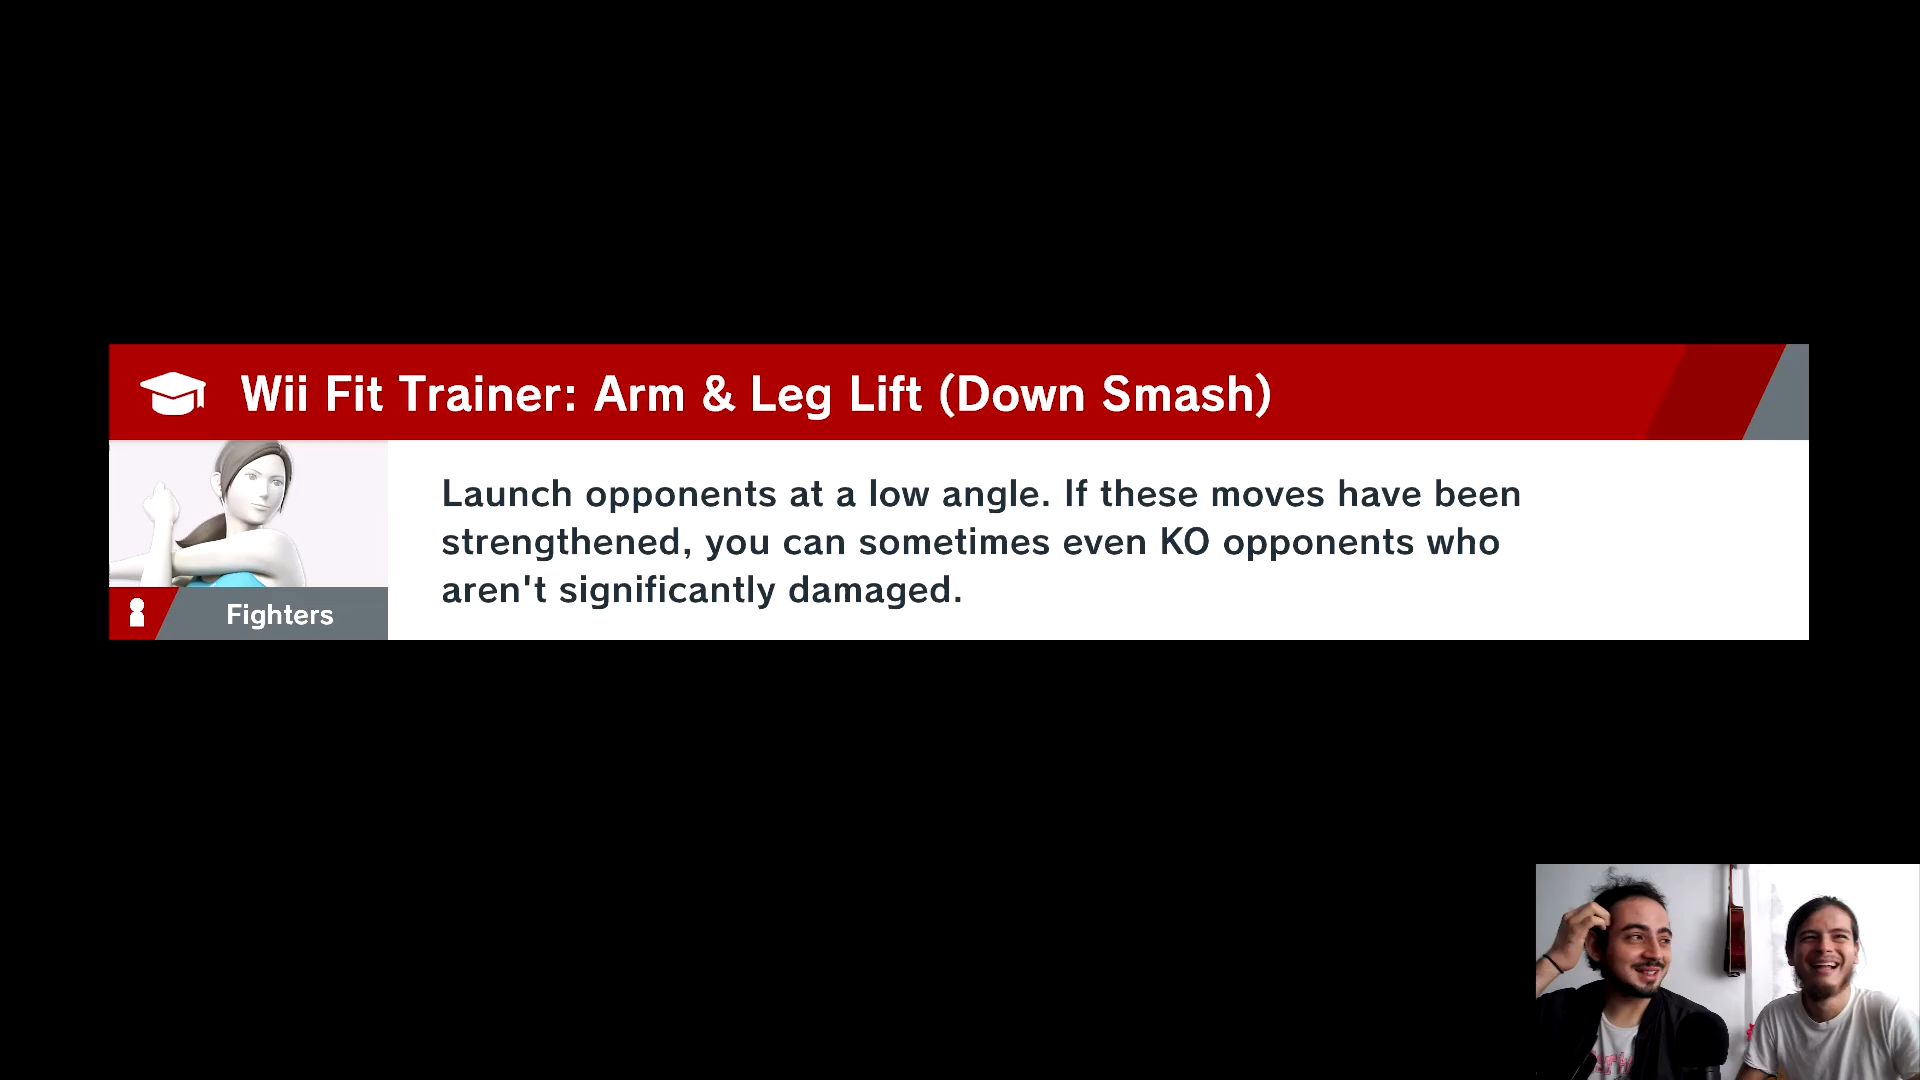 Wii Fit Trainer: Arm & Leg Lift (Down Smash)
Launch opponents at a low angle. If these moves have been
strengthened, you can sometimes even KO opponents who
aren't significantly damaged.
Fighters